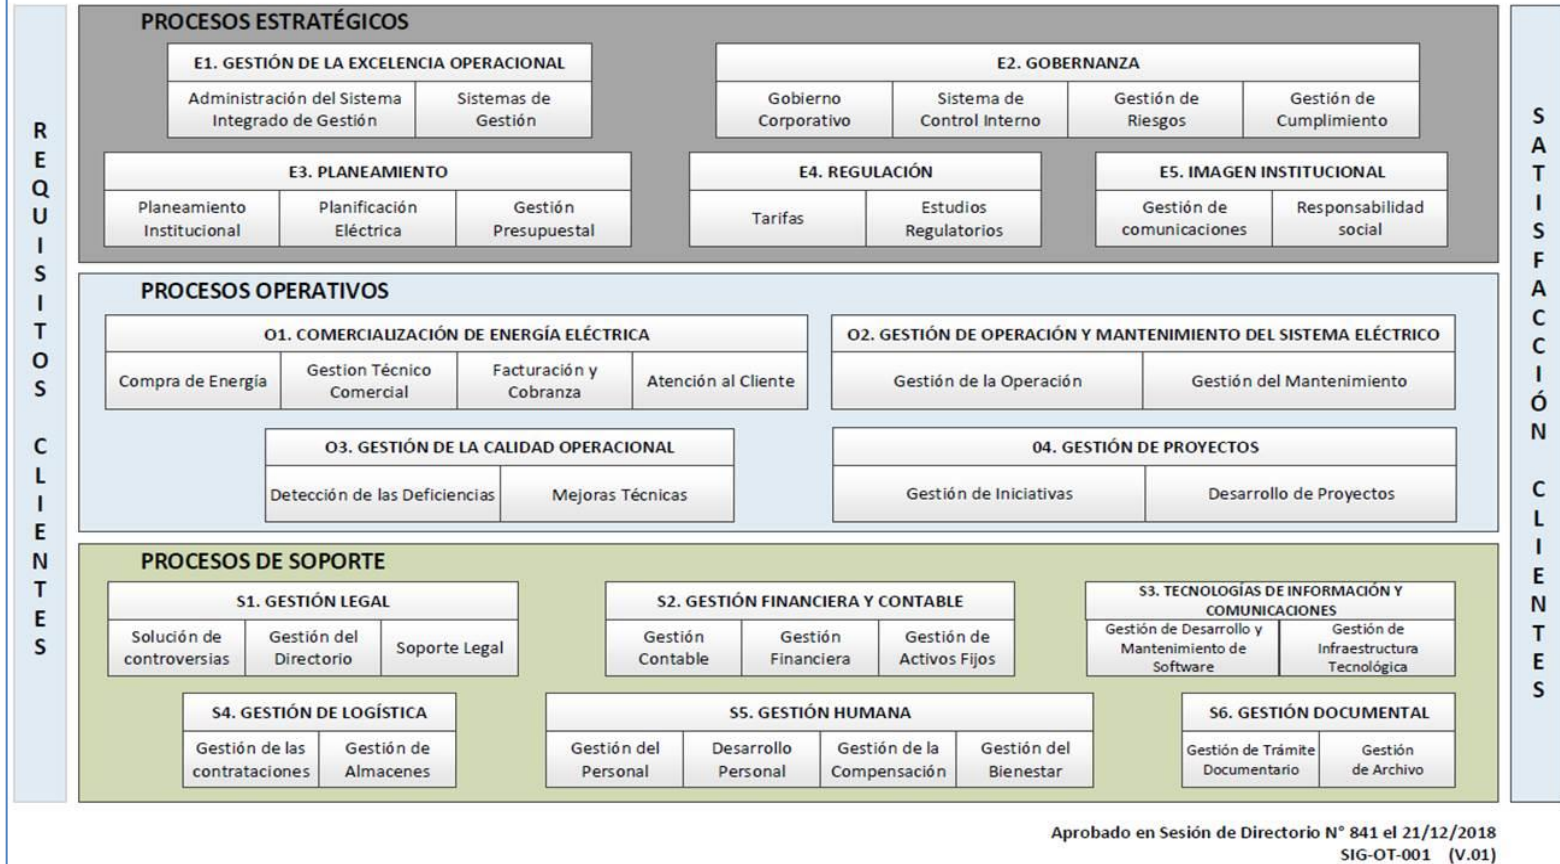 REQUISITOS CLIENTES
PROCESOS ESTRATÉGICOS
E1. GESTIÓN DE LA EXCELENCIA OPERACIONAL
Administración del Sistema
Integrado de Gestión
Sistemas de
Gestión
E2. GOBERNANZA
Gobierno
Corporativo
Sistema de
Control Interno
Gestión de
Riesgos
Gestión de
Cumplimiento
E3. PLANEAMIENTO
Planeamiento
Institucional
Planificación
Eléctrica
Gestión
Presupuestal
E4. REGULACIÓN
Tarifas
Estudios
Regulatorios
E5. IMAGEN INSTITUCIONAL
Gestión de
comunicaciones
Responsabilidad
social
PROCESOS OPERATIVOS
O1. COMERCIALIZACIÓN DE ENERGÍA ELÉCTRICA
Compra de Energía
Gestion Técnico
Comercial
Facturación y
Cobranza
Atención al Cliente
O2. GESTIÓN DE OPERACIÓN Y MANTENIMIENTO DEL SISTEMA ELÉCTRICO
Gestión de la Operación
Gestión del Mantenimiento
O3. GESTIÓN DE LA CALIDAD OPERACIONAL
Detección de las Deficiencias
Mejoras Técnicas
04. GESTIÓN DE PROYECTOS
Gestión de Iniciativas
Desarrollo de Proyectos
PROCESOS DE SOPORTE
S1. GESTIÓN LEGAL
Solución de
controversias
Gestión del
Directorio
Soporte Legal
S2. GESTIÓN FINANCIERA Y CONTABLE
Gestión
Contable
Gestión
Financiera
Gestión de
Activos Fijos
S3. TECNOLOGÍAS DE INFORMACIÓN Y
COMUNICACIONES
Gestión de Desarrollo y
Mantenimiento de
Software
Gestión de
Infraestructura
Tecnológica
S4. GESTIÓN DE LOGÍSTICA
Gestión de las
contrataciones
Gestión de
Almacenes
S5. GESTIÓN HUMANA
Gestión del
Personal
Desarrollo
Personal
Gestión de la
Compensación
Gestión del
Bienestar
S6. GESTIÓN DOCUMENTAL
Gestión de Trámite
Documentario
Gestión
de Archivo
SATISFACCIÓN CLIENTES
Aprobado en Sesión de Directorio N° 841 el 21/12/2018
SIG-OT-001 (V.01)